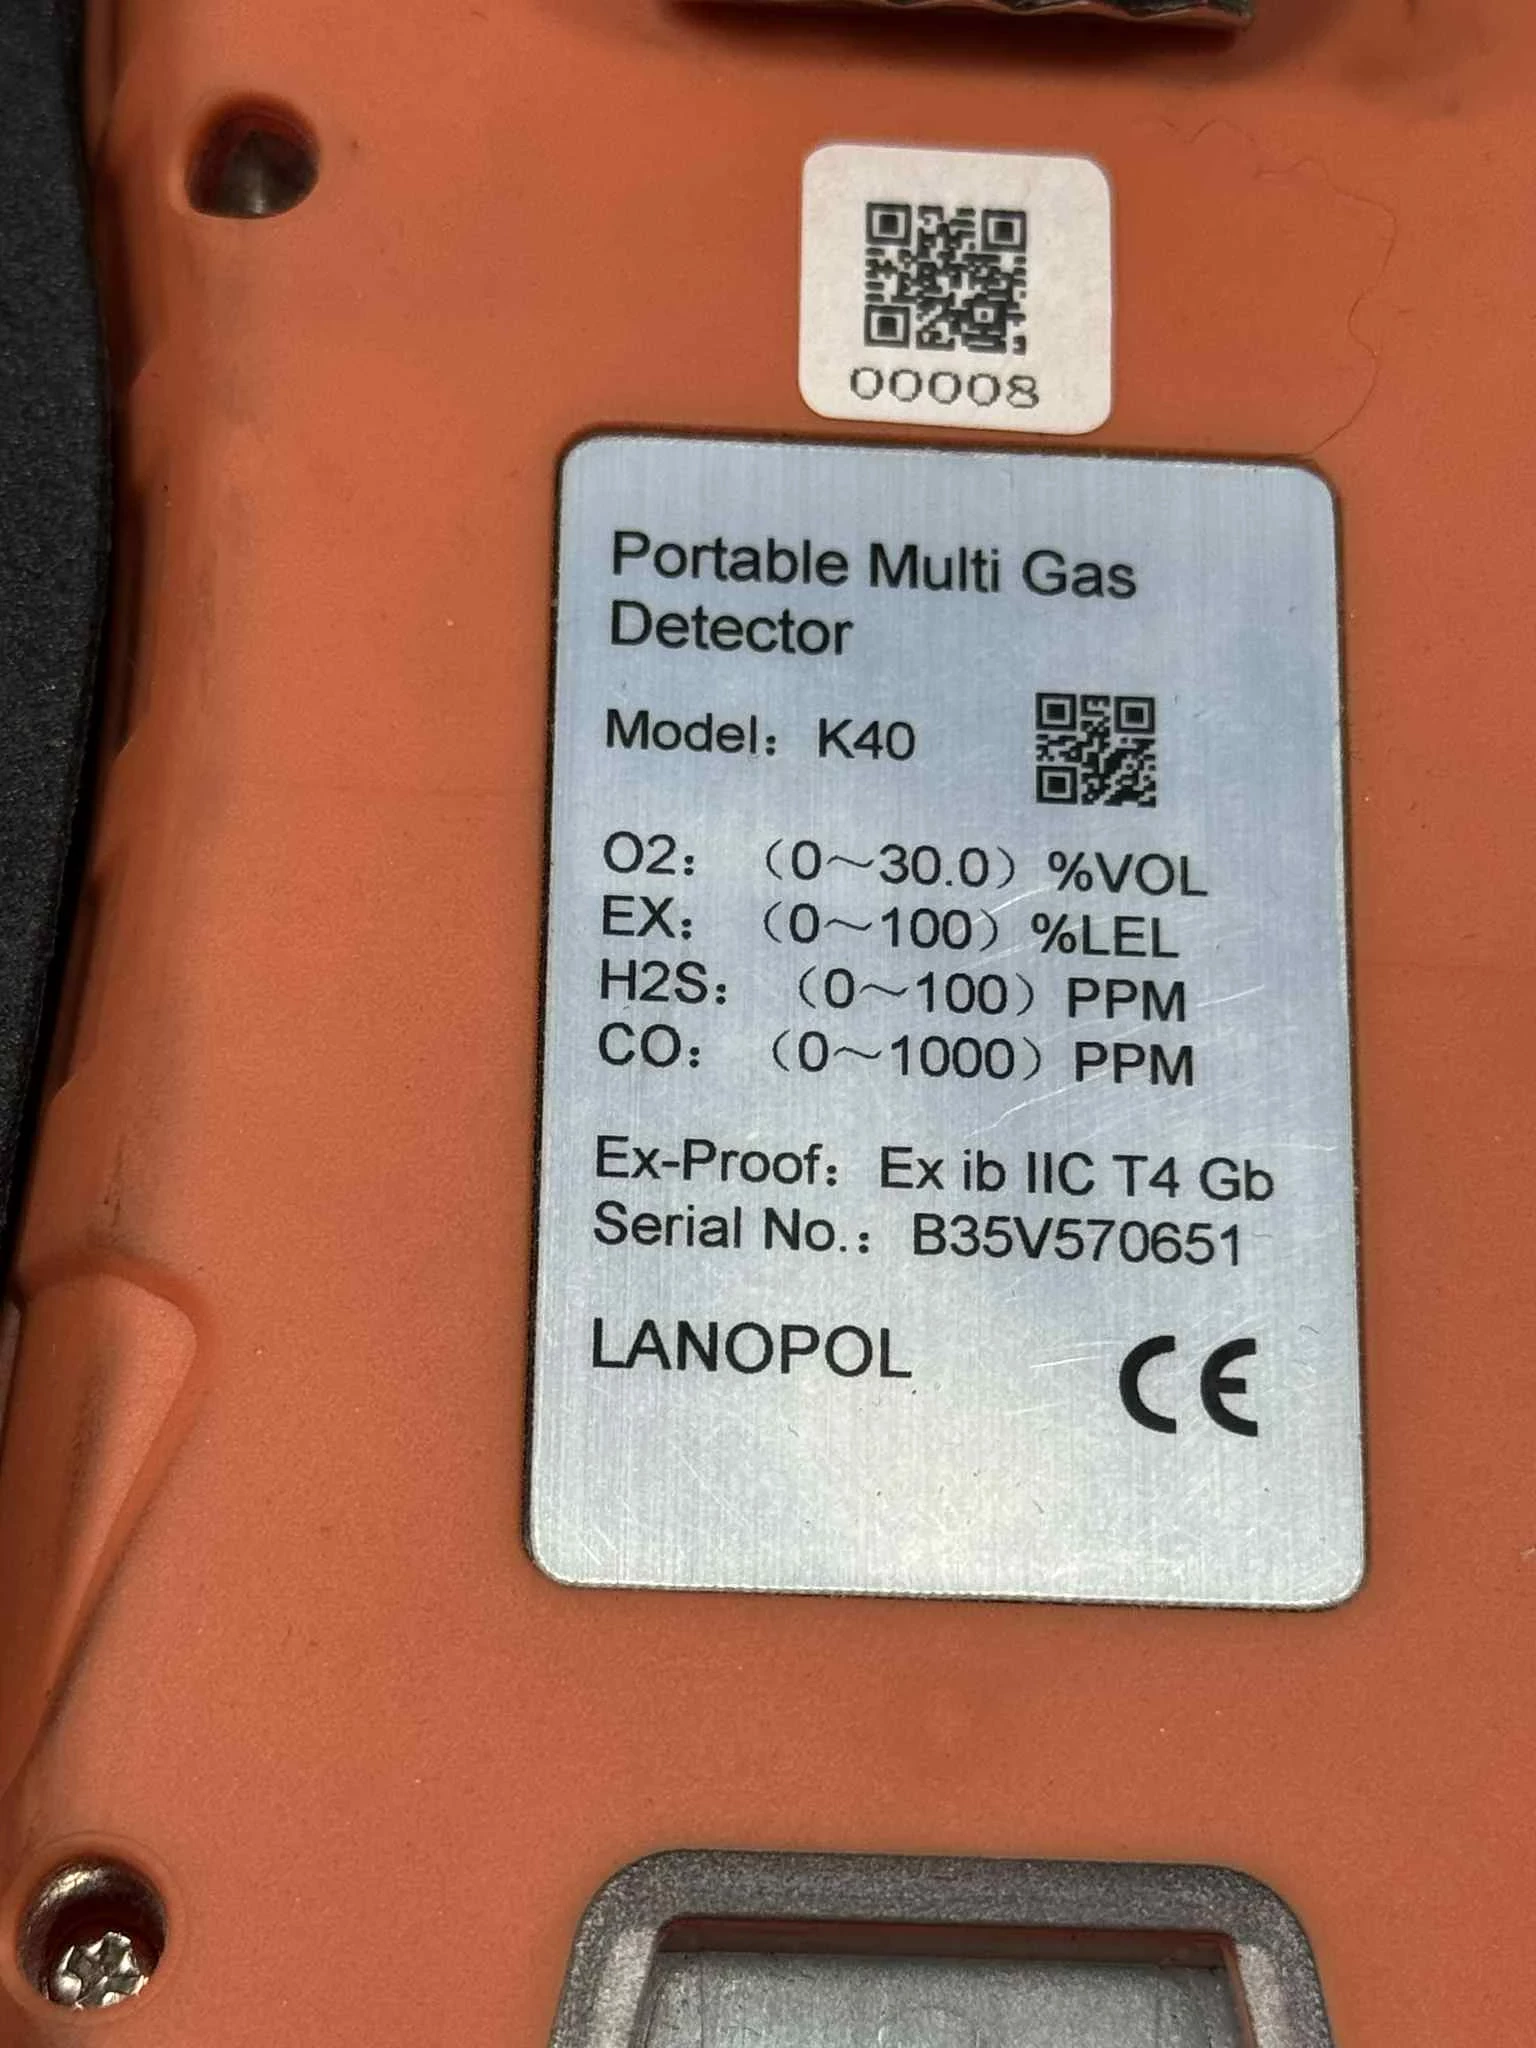 00008
Portable Multi Gas
Detector
Model： K40
O2： （0～30.0）%VOL
EX： （0～100）%LEL
H2S： （0～100）PPM
CO： （0～1000）PPM
Ex-Proof： Ex ib IIC T4 Gb
Serial No.： B35V570651
LANOPOL
CE